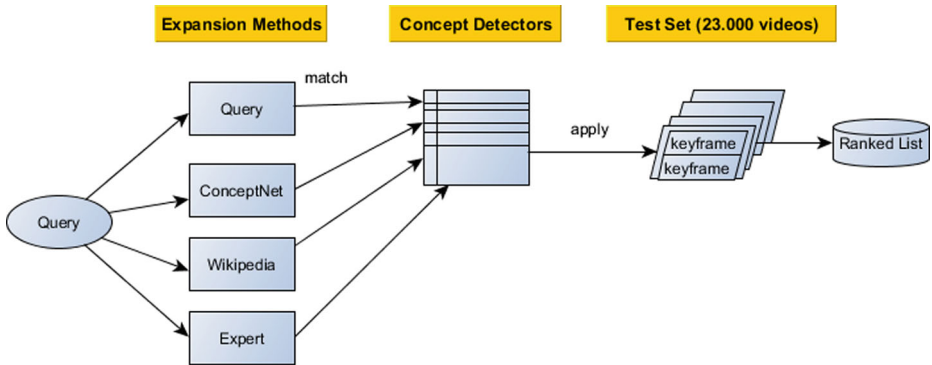 Expansion Methods
Concept Detectors
Test Set (23.000 videos)
match
Query
ConceptNet
Query
Wikipedia
Expert
apply
keyframe
keyframe
Ranked List